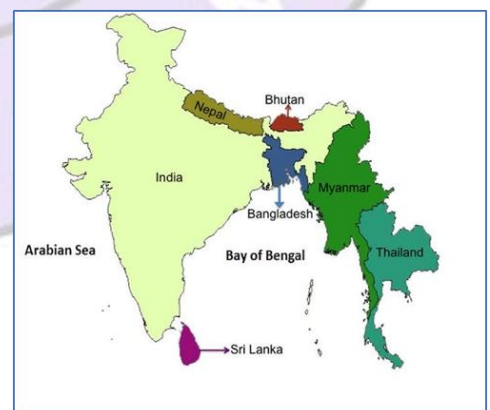 Nepal
Bhutan
India
Myanmar
Bangladesh
Arabian Sea
Bay of Bengal
Thailand
Sri Lanka